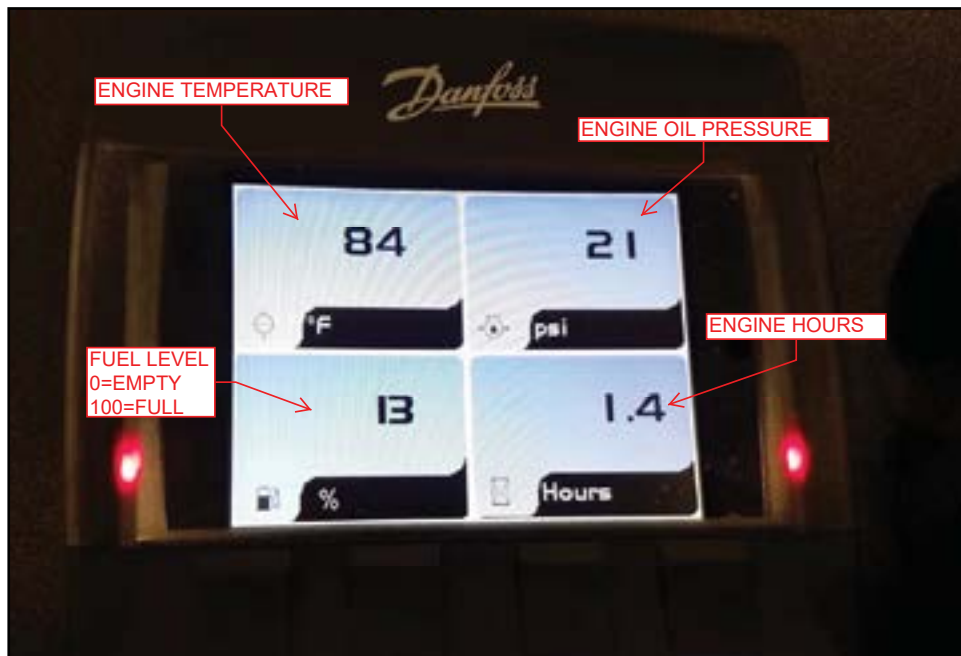 Danfoss
ENGINE TEMPERATURE
ENGINE OIL PRESSURE
84
21
°F
psi
ENGINE HOURS
FUEL LEVEL
0=EMPTY
100=FULL
13
1.4
%
Hours